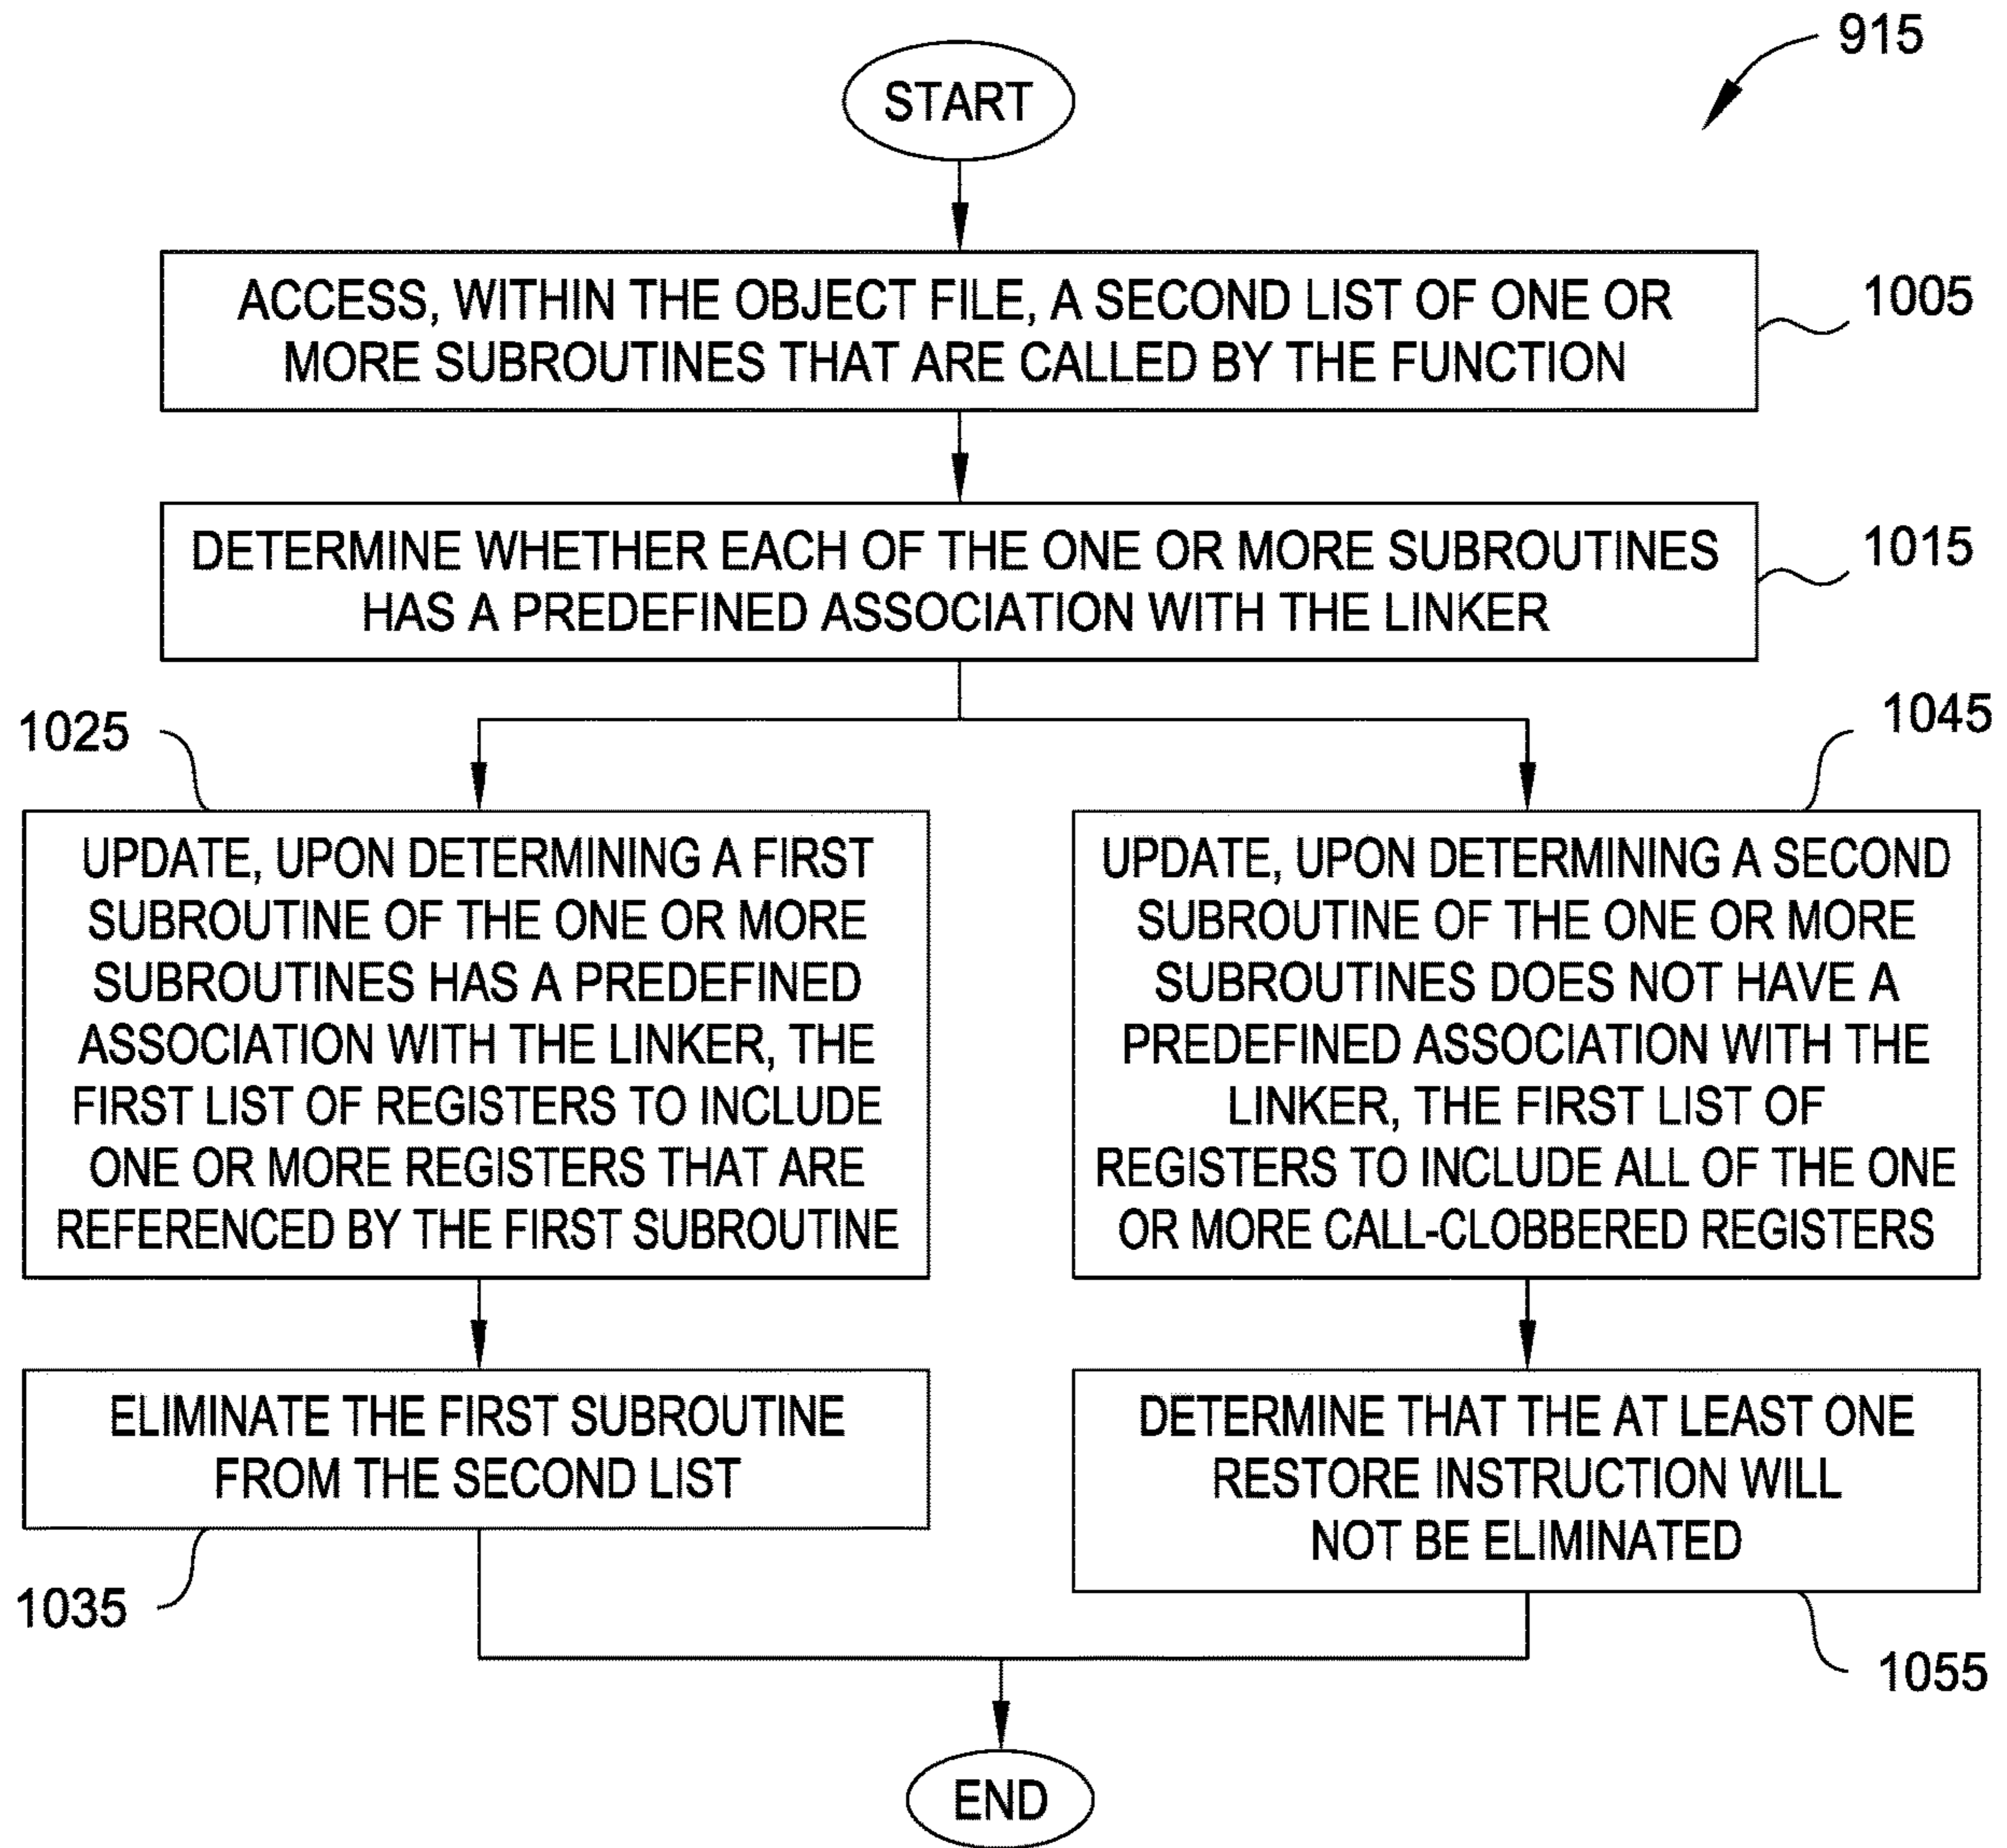 915
START
ACCESS, WITHIN THE OBJECT FILE, A SECOND LIST OF ONE OR
MORE SUBROUTINES THAT ARE CALLED BY THE FUNCTION
1005
DETERMINE WHETHER EACH OF THE ONE OR MORE SUBROUTINES
HAS A PREDEFINED ASSOCIATION WITH THE LINKER
1015
1025
UPDATE, UPON DETERMINING A FIRST
SUBROUTINE OF THE ONE OR MORE
SUBROUTINES HAS A PREDEFINED
ASSOCIATION WITH THE LINKER, THE
FIRST LIST OF REGISTERS TO INCLUDE
ONE OR MORE REGISTERS THAT ARE
REFERENCED BY THE FIRST SUBROUTINE
1045
UPDATE, UPON DETERMINING A SECOND
SUBROUTINE OF THE ONE OR MORE
SUBROUTINES DOES NOT HAVE A
PREDEFINED ASSOCIATION WITH THE
LINKER, THE FIRST LIST OF
REGISTERS TO INCLUDE ALL OF THE ONE
OR MORE CALL-CLOBBERED REGISTERS
ELIMINATE THE FIRST SUBROUTINE
FROM THE SECOND LIST
1035
DETERMINE THAT THE AT LEAST ONE
RESTORE INSTRUCTION WILL
NOT BE ELIMINATED
1055
END